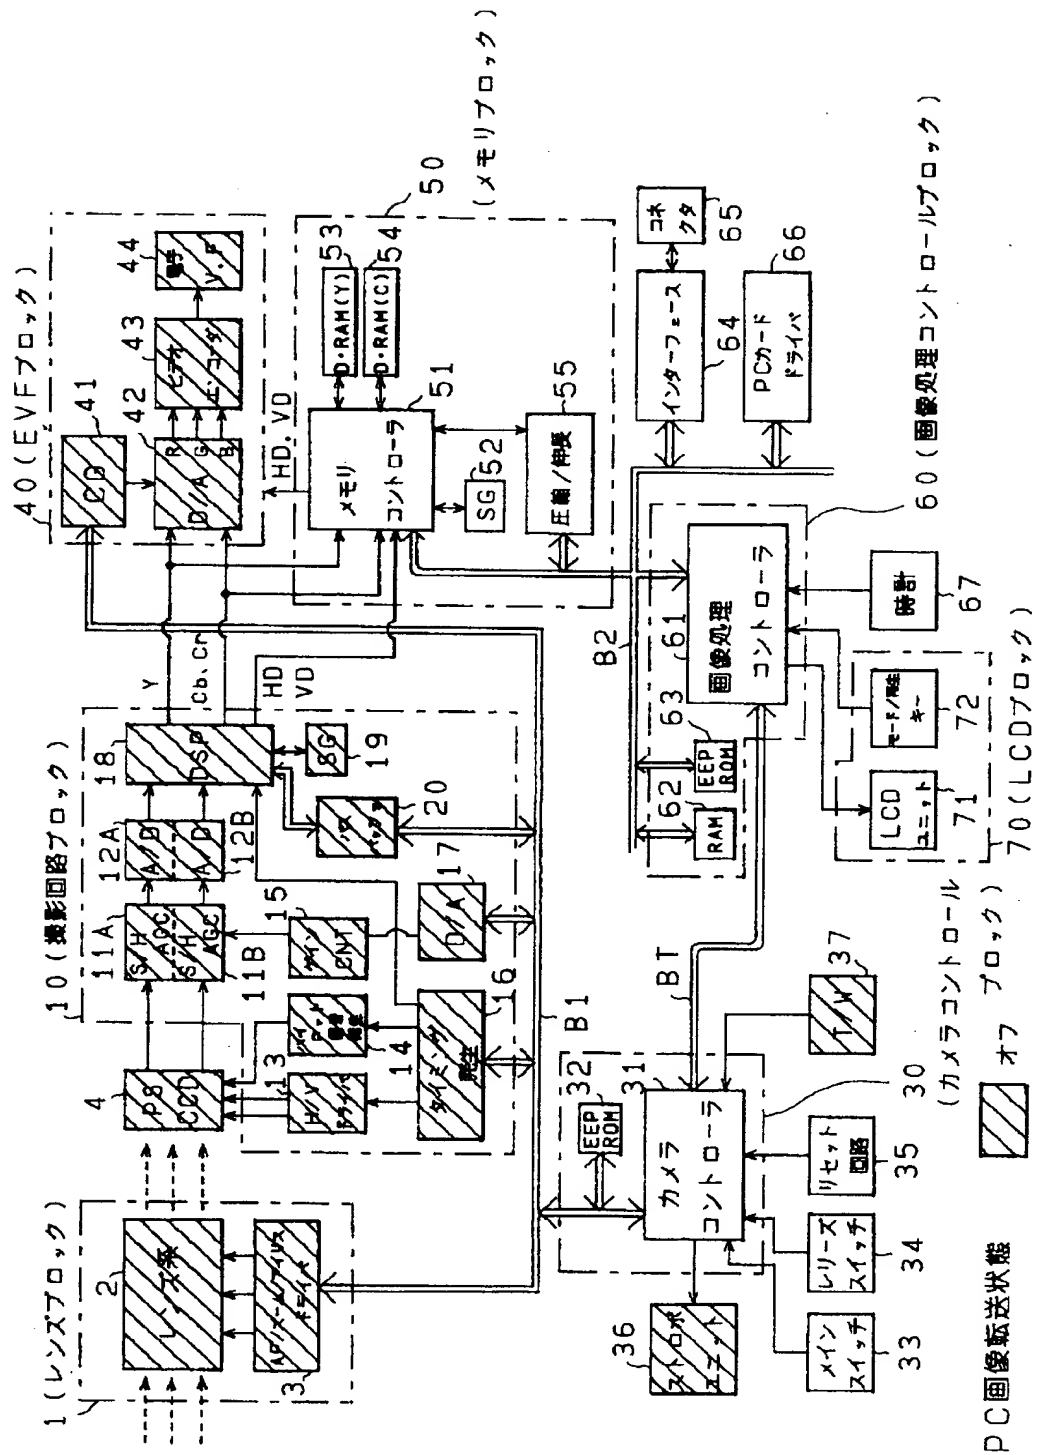 1(レンズブロック)
2
レンズ系
3
AF/ズーム/アイリス
ドライバ
10(撮影回路ブロック)
4
PS
CCD
11A
S/H
AGC
S/H
AGC
11B
12A
A/D
A/D
12B
18
DSP
SG
19
バス
バッファ
20
13
H/V
ドライバ
14
15
ゲイン
CNT
D/A
17
タイミング
発生
16
Y
Cb.Cr
HD
VD
40(EVFブロック)
41
CG
42
D/A
R
G
B
43
ビデオ
エンコーダ
44
電子
V.F
HD.VD
50
(メモリブロック)
メモリ
コントローラ
51
D・RAM(Y)
53
D・RAM(C)
54
SG
52
圧縮/伸長
55
B1
B2
BT
60(画像処理コントロールブロック)
61
画像処理
コントローラ
62
RAM
63
EEP
ROM
インターフェース
64
コネ
クタ
65
PCカード
ドライバ
66
時計
67
70(LCDブロック)
LCD
ユニット
71
モード/再生
キー
72
30
(カメラコントロール
ブロック)
31
カメラ
コントローラ
32
EEP
ROM
メイン
スイッチ
33
レリーズ
スイッチ
34
リセット
回路
35
36
ストロボ
ユニット
T/W
37
オフ
PC画像転送状態